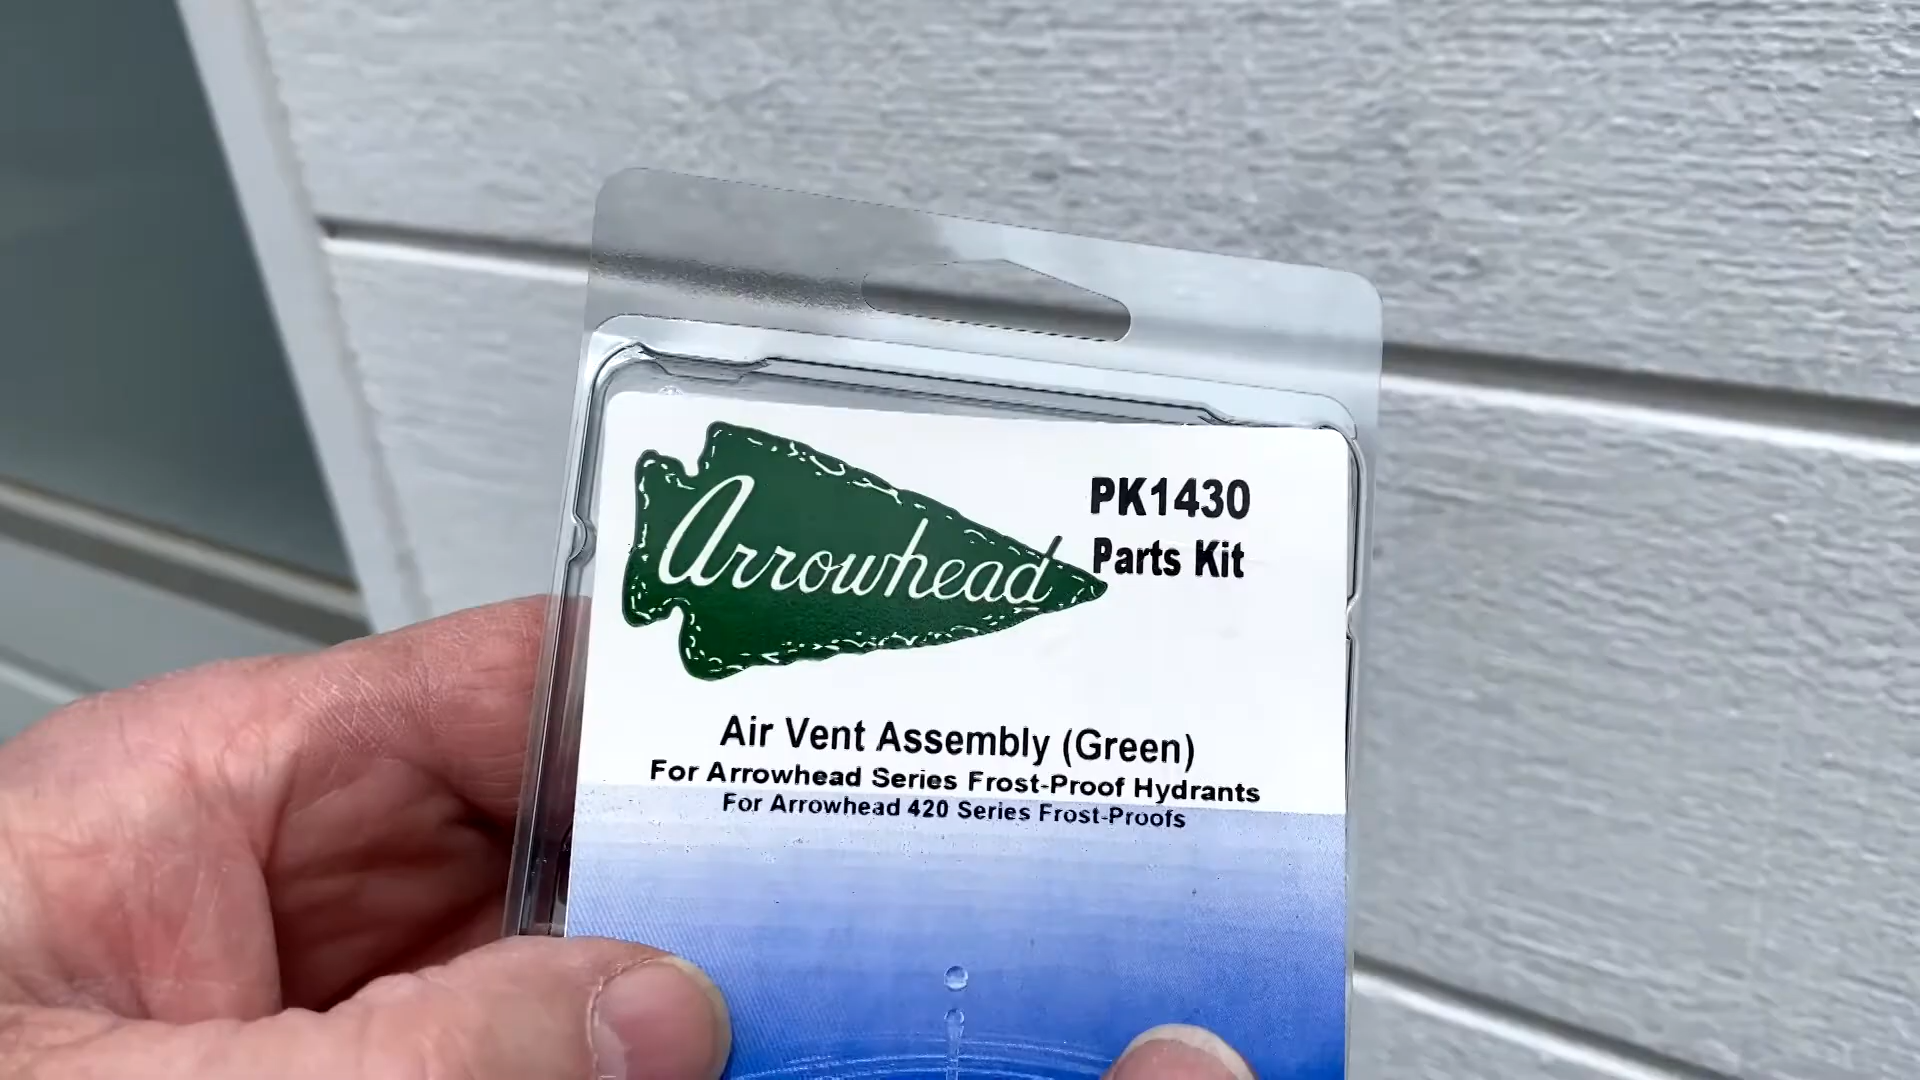 Arrowhead
PK1430
Parts Kit
Air Vent Assembly (Green)
For Arrowhead Series Frost-Proof Hydrants
For Arrowhead 420 Series Frost-Proofs